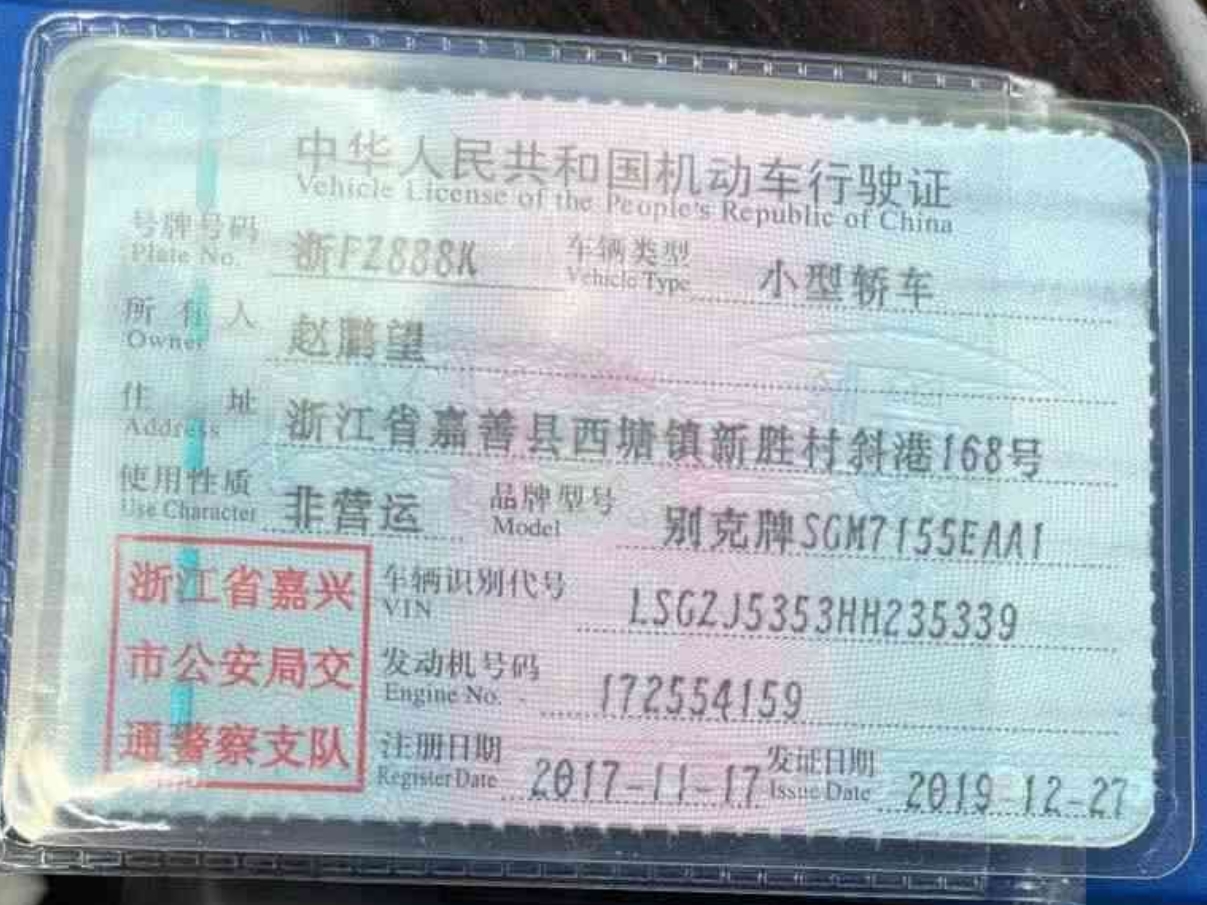 中华人民共和国机动车行驶证
Vehicle License of the People's Republic of China
号牌号码 浙FZ888K 车辆类型 小型轿车
Plate No. Vehicle Type
所有人 赵鹏望
Owner
住址 浙江省嘉善县西塘镇新胜村斜港168号
Address
使用性质 非营运 品牌型号 别克牌SGM7155EAA1
Use Character Model
浙江省嘉兴
市公安局交
通警察支队
车辆识别代号 LSGZJ5353HH235339
VIN
发动机号码 172554159
Engine No.
注册日期 2017-11-17 发证日期 2019-12-27
Register Date Issue Date